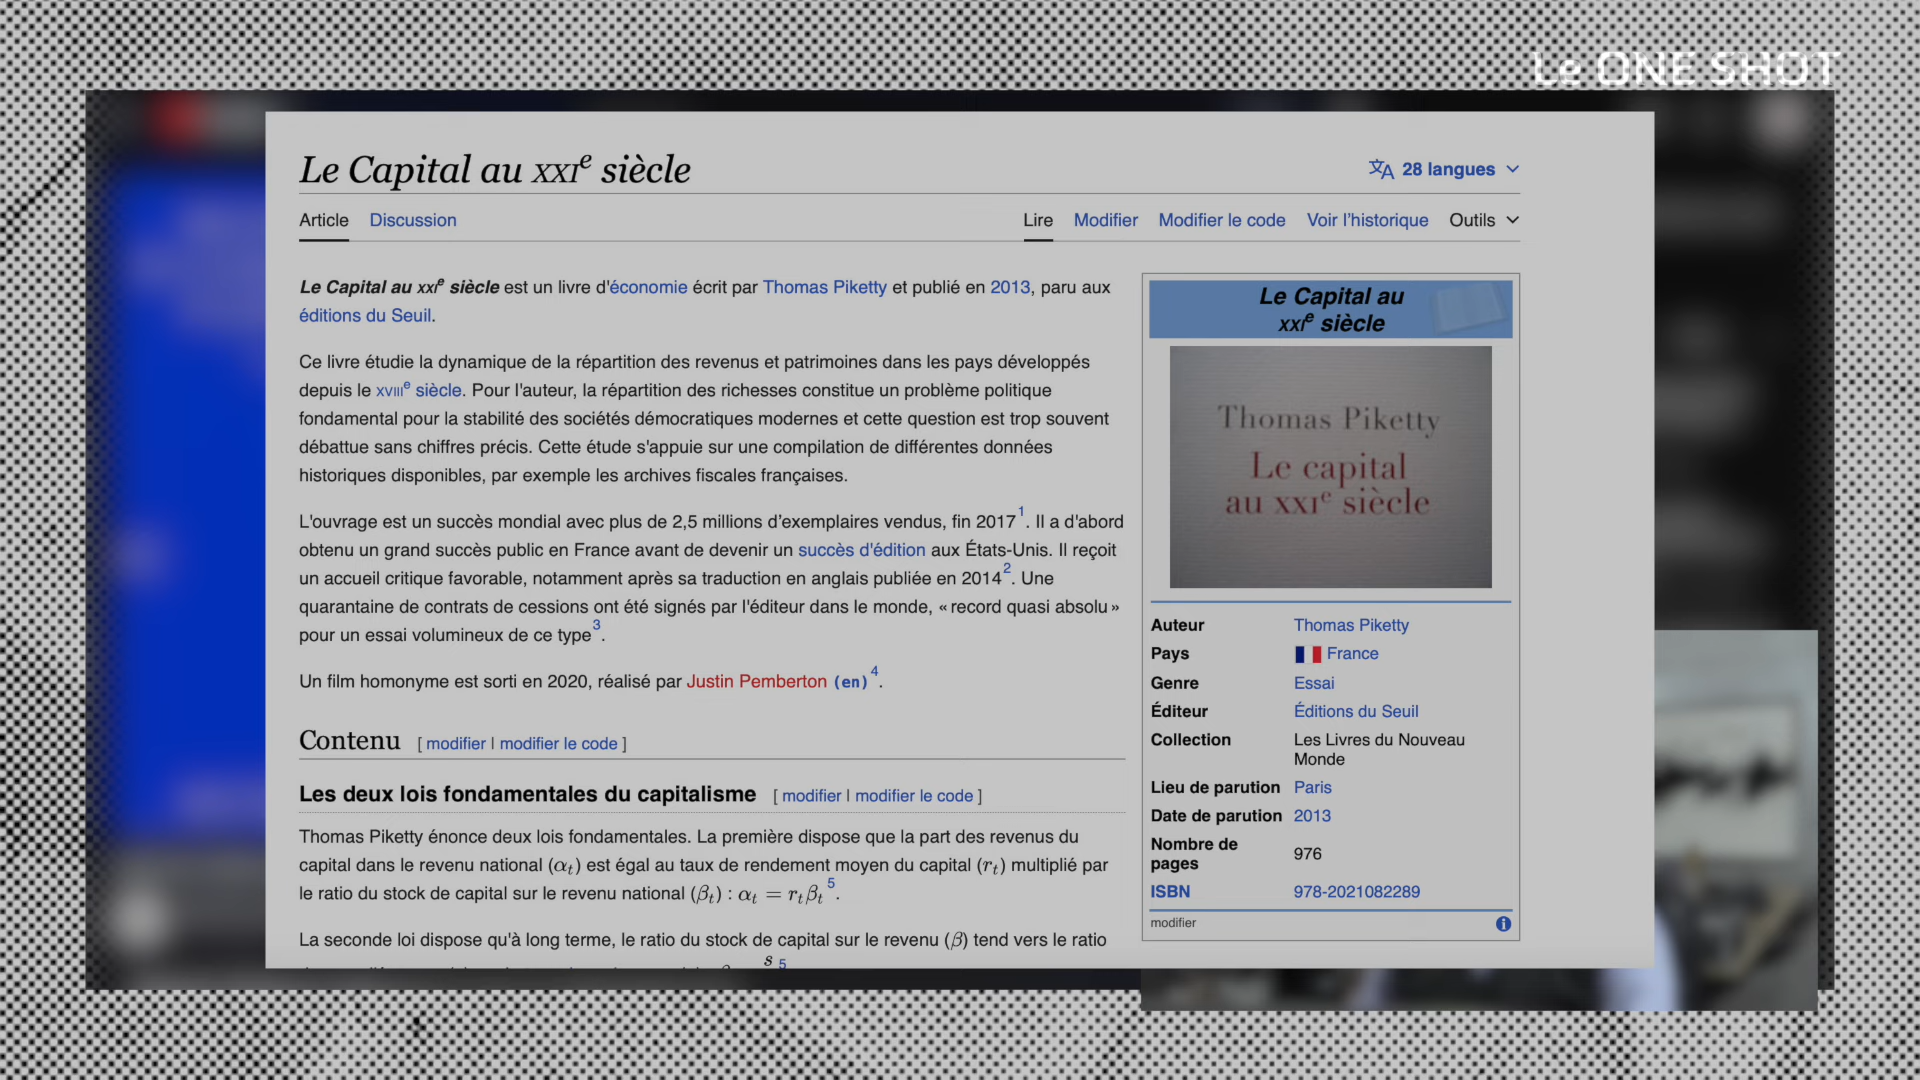 Le ONE SHOT
Le Capital au XXIe siècle
28 langues
Article Discussion
Lire Modifier Modifier le code Voir l'historique Outils
Le Capital au XXIe siècle est un livre d'économie écrit par Thomas Piketty et publié en 2013, paru aux
éditions du Seuil.
Ce livre étudie la dynamique de la répartition des revenus et patrimoines dans les pays développés
depuis le XVIIIe siècle. Pour l'auteur, la répartition des richesses constitue un problème politique
fondamental pour la stabilité des sociétés démocratiques modernes et cette question est trop souvent
débattue sans chiffres précis. Cette étude s'appuie sur une compilation de différentes données
historiques disponibles, par exemple les archives fiscales françaises.
L'ouvrage est un succès mondial avec plus de 2,5 millions d'exemplaires vendus, fin 2017 1. Il a d'abord
obtenu un grand succès public en France avant de devenir un succès d'édition aux États-Unis. Il reçoit
un accueil critique favorable, notamment après sa traduction en anglais publiée en 2014 2. Une
quarantaine de contrats de cessions ont été signés par l'éditeur dans le monde, « record quasi absolu »
pour un essai volumineux de ce type 3.
Un film homonyme est sorti en 2020, réalisé par Justin Pemberton (en) 4.
Contenu [ modifier | modifier le code ]
Les deux lois fondamentales du capitalisme [ modifier | modifier le code ]
Thomas Piketty énonce deux lois fondamentales. La première dispose que la part des revenus du
capital dans le revenu national (αt) est égal au taux de rendement moyen du capital (rt) multiplié par
le ratio du stock de capital sur le revenu national (βt) : αt = rtβt 5.
La seconde loi dispose qu'à long terme, le ratio du stock de capital sur le revenu (β) tend vers le ratio
s 5
Le Capital au
XXIe siècle
Thomas Piketty
Le capital
au XXIe siècle
Auteur Thomas Piketty
Pays France
Genre Essai
Éditeur Éditions du Seuil
Collection Les Livres du Nouveau
Monde
Lieu de parution Paris
Date de parution 2013
Nombre de
pages 976
ISBN 978-2021082289
modifier